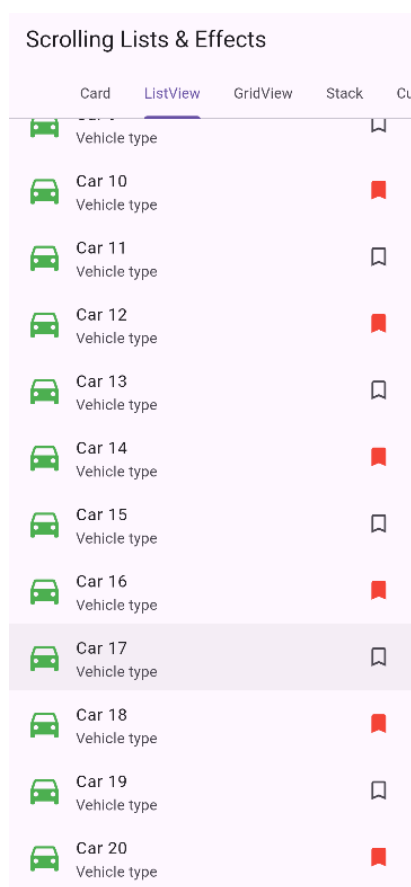 Scrolling Lists & Effects
Card ListView GridView Stack
Vehicle type
Car 10
Vehicle type
Car 11
Vehicle type
Car 12
Vehicle type
Car 13
Vehicle type
Car 14
Vehicle type
Car 15
Vehicle type
Car 16
Vehicle type
Car 17
Vehicle type
Car 18
Vehicle type
Car 19
Vehicle type
Car 20
Vehicle type